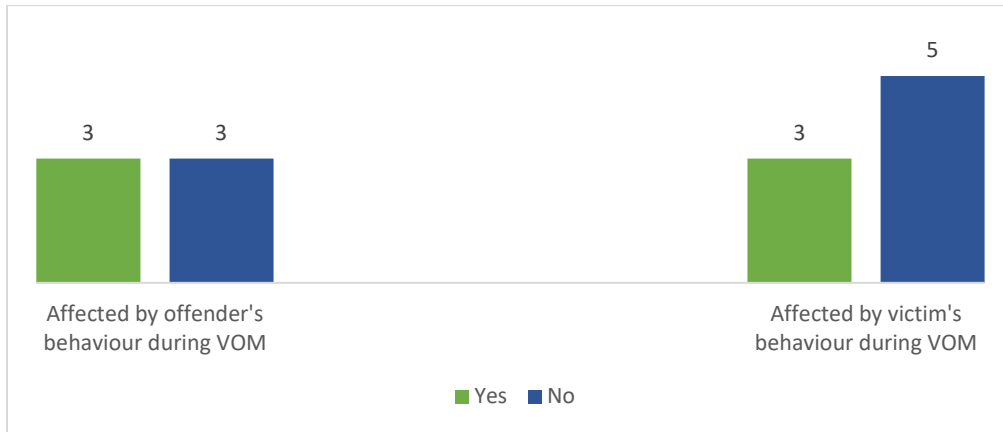 5
3 3 3
Affected by offender's
behaviour during VOM
Affected by victim's
behaviour during VOM
Yes No